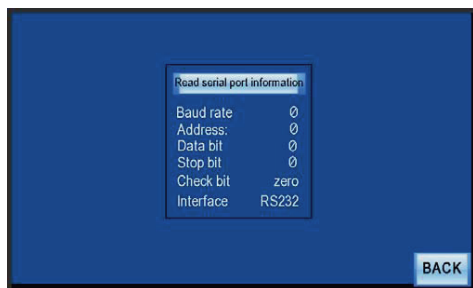 Read serial port information
Baud rate 0
Address: 0
Data bit 0
Stop bit 0
Check bit zero
Interface RS232
BACK